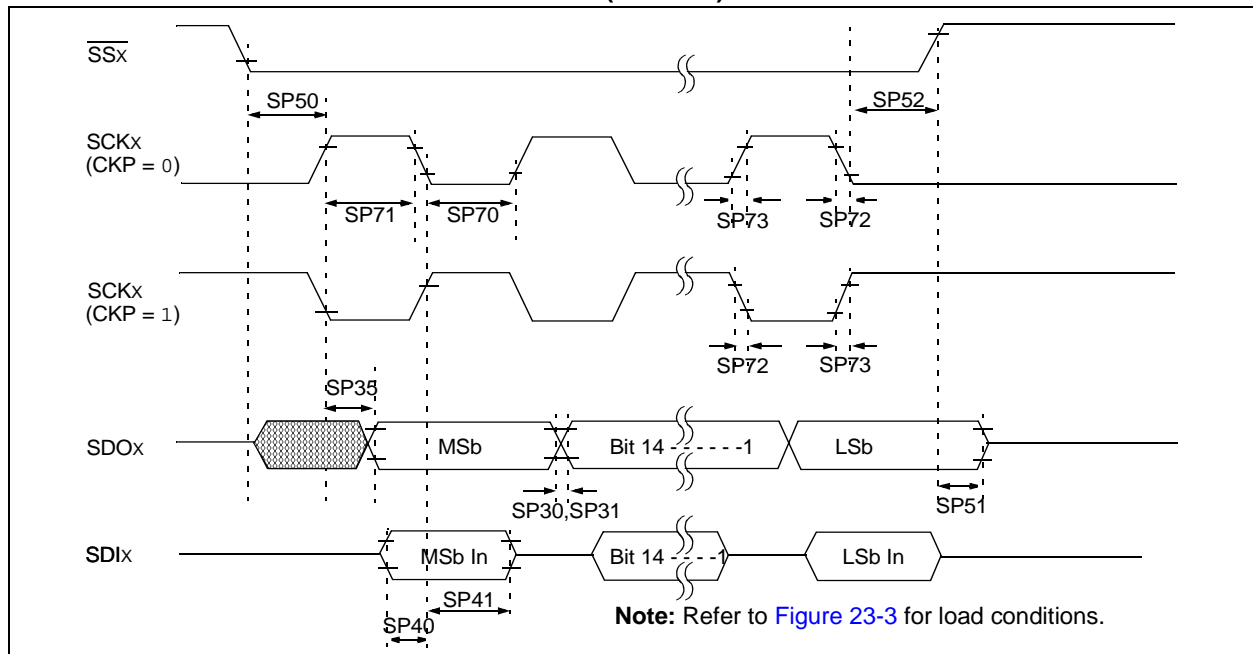 SSX
SP50
SP52
SCKX
(CKP = 0)
SP71
SP70
SP73
SP72
SCKX
(CKP = 1)
SP72
SP73
SP35
SDOX
MSb
Bit 14 - - - - - -1
LSb
SP30,SP31
SP51
SDIX
MSb In
Bit 14 - - - -1
LSb In
SP41
SP40
Note: Refer to Figure 23-3 for load conditions.